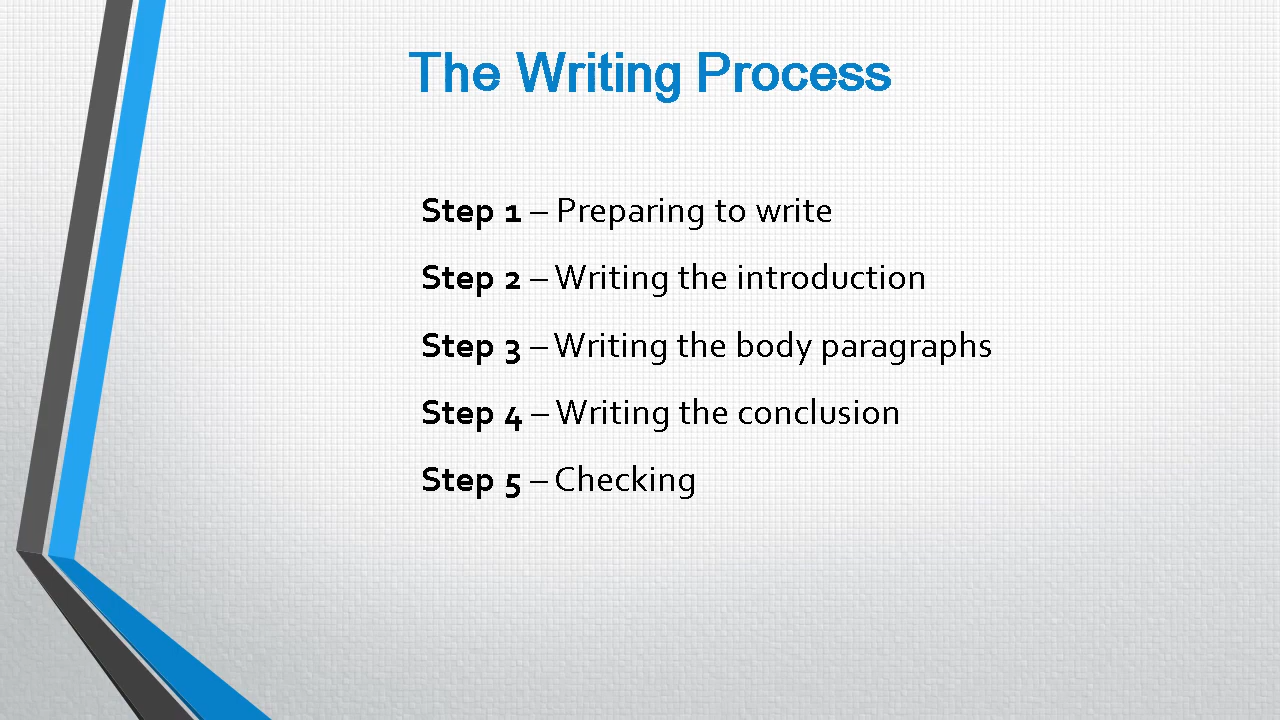 The Writing Process
Step 1 – Preparing to write
Step 2 – Writing the introduction
Step 3 – Writing the body paragraphs
Step 4 – Writing the conclusion
Step 5 – Checking